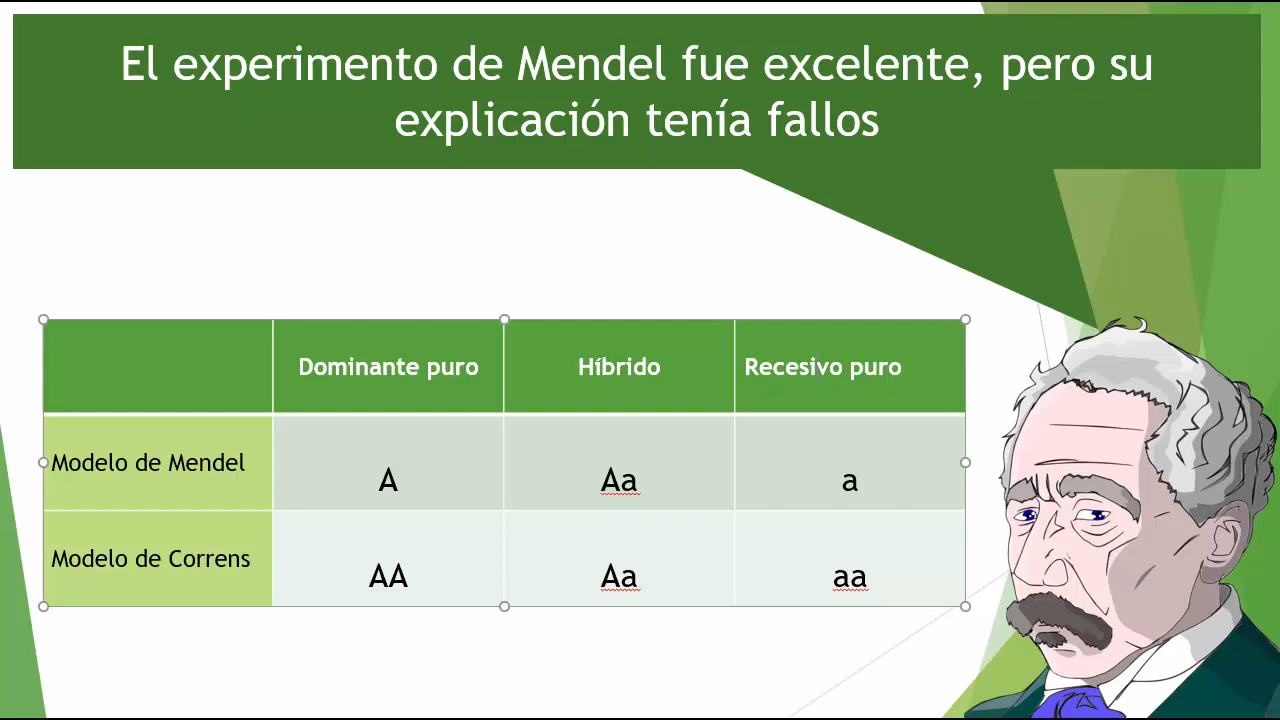 El experimento de Mendel fue excelente, pero su
explicación tenía fallos
Dominante puro Híbrido Recesivo puro
Modelo de Mendel A Aa a
Modelo de Correns AA Aa aa